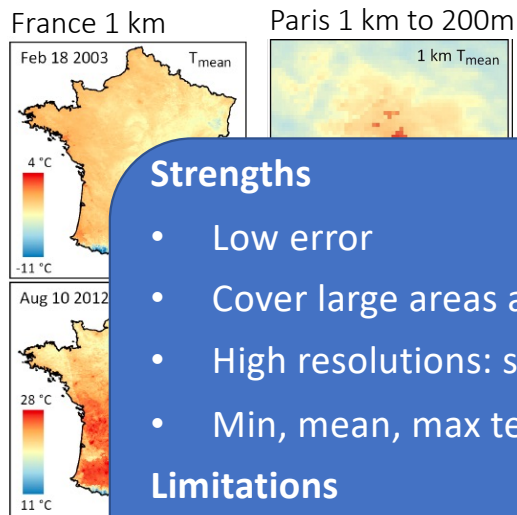 France 1 km
Paris 1 km to 200m
Feb 18 2003
Tmean
1 km Tmean
4 °C
-11 °C
Strengths
• Low error
• Cover large areas a
• High resolutions: s
• Min, mean, max te
Limitations
Aug 10 2012
28 °C
11 °C